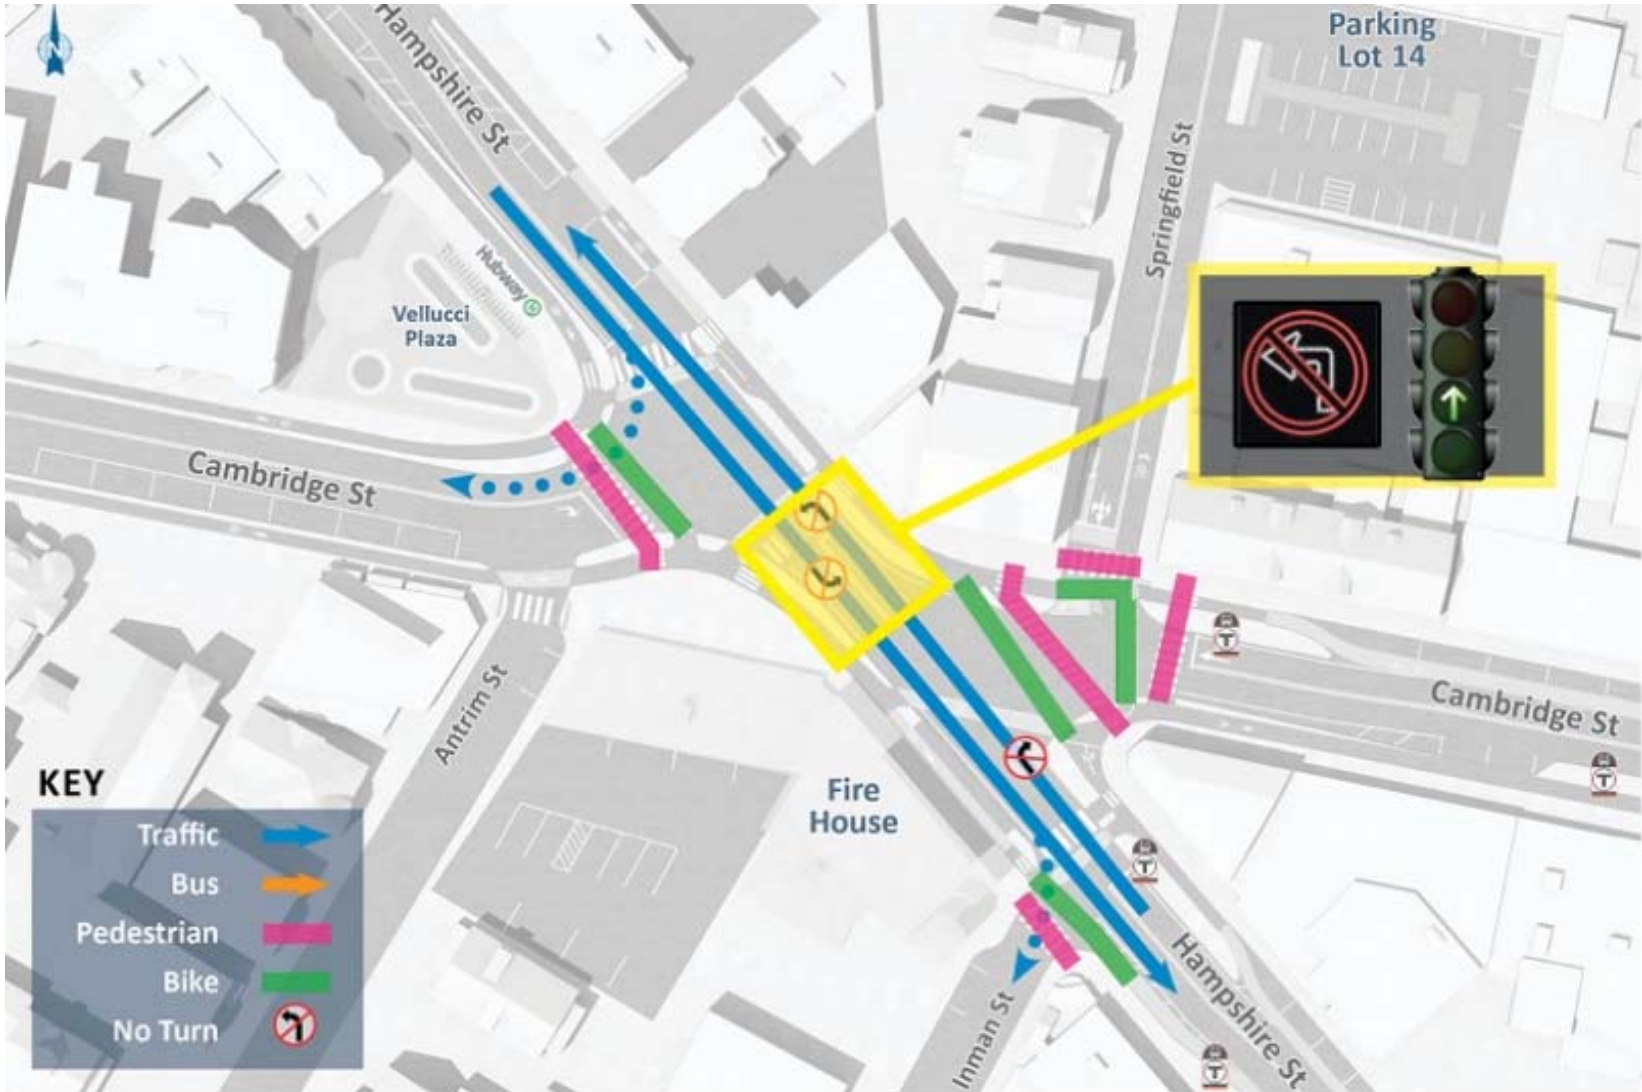 N
Hampshire St
Parking
Lot 14
Springfield St
Hubway
Vellucci
Plaza
Cambridge St
Antrim St
Cambridge St
Fire
House
T
T
T
T
Inman St
Hampshire St
KEY
Traffic
Bus
Pedestrian
Bike
No Turn